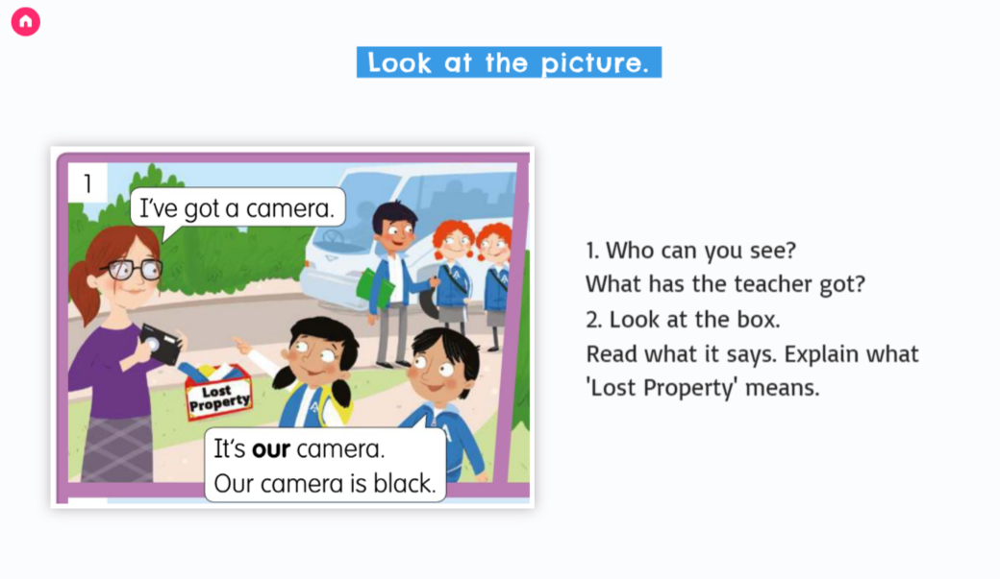 Look at the picture.
1
I've got a camera.
Lost
Property
It's our camera.
Our camera is black.
1. Who can you see?
What has the teacher got?
2. Look at the box.
Read what it says. Explain what
'Lost Property' means.